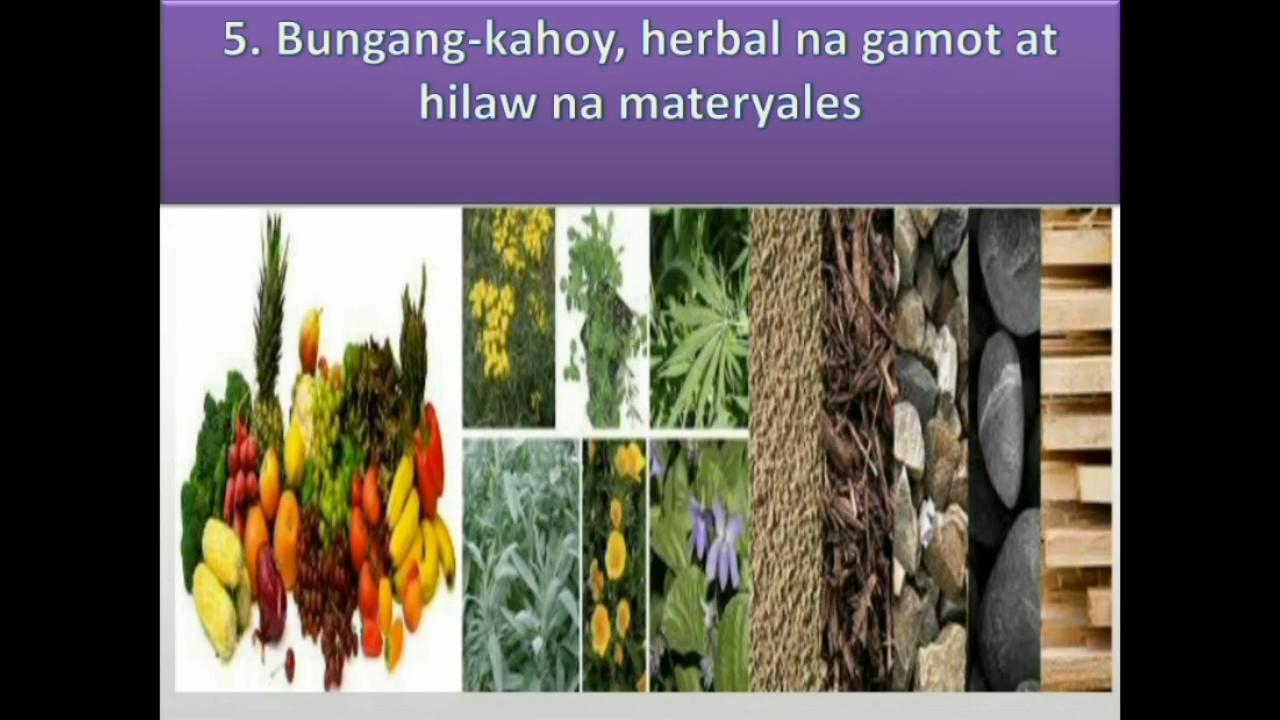 5. Bungang-kahoy, herbal na gamot at
hilaw na materyales